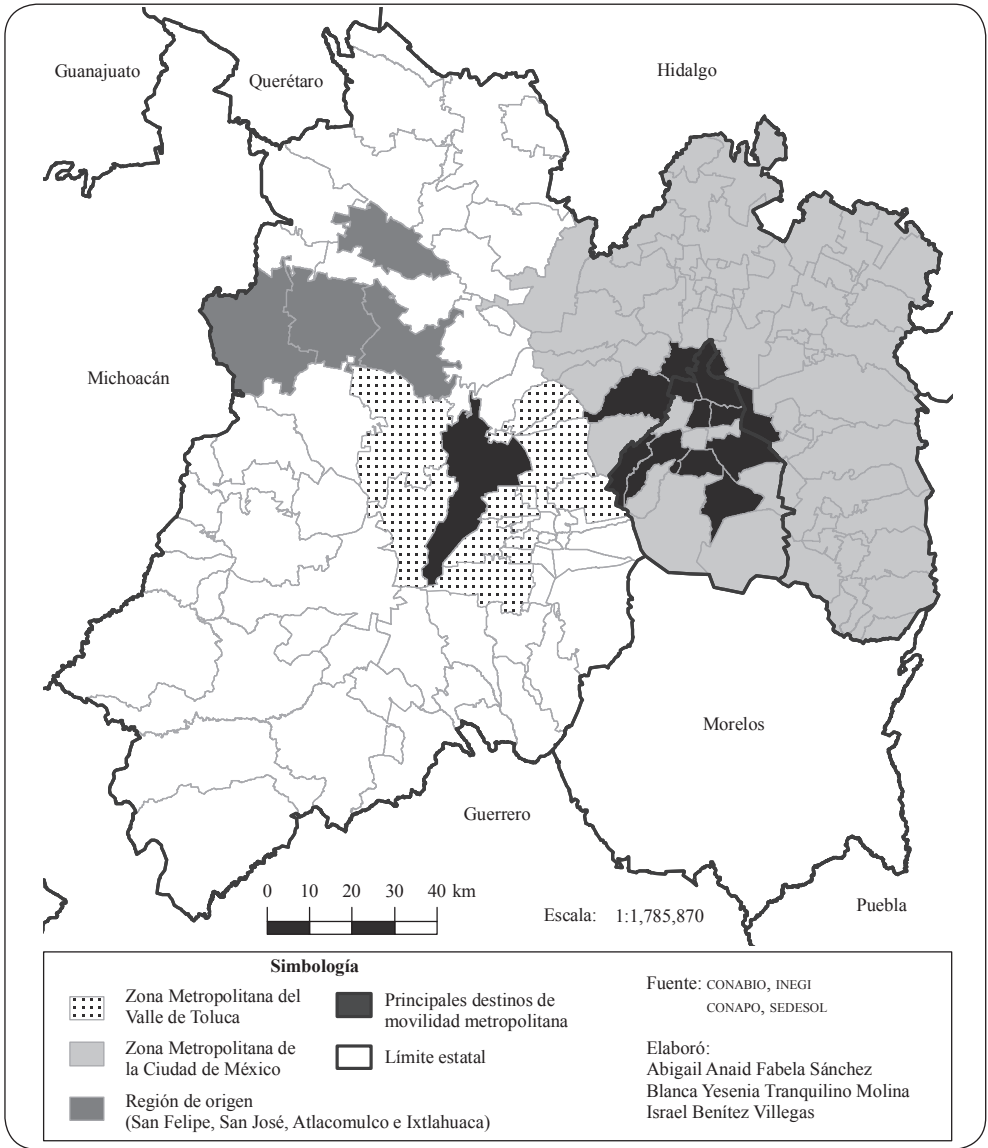 Guanajuato
Querétaro
Hidalgo
Michoacán
Morelos
Guerrero
Puebla
0 10 20 30 40 km
Escala: 1:1,785,870
Simbología
Zona Metropolitana del
Valle de Toluca
Zona Metropolitana de
la Ciudad de México
Región de origen
(San Felipe, San José, Atlacomulco e Ixtlahuaca)
Principales destinos de
movilidad metropolitana
Límite estatal
Fuente: CONABIO, INEGI
CONAPO, SEDESOL
Elaboró:
Abigail Anaid Fabela Sánchez
Blanca Yesenia Tranquilino Molina
Israel Benítez Villegas